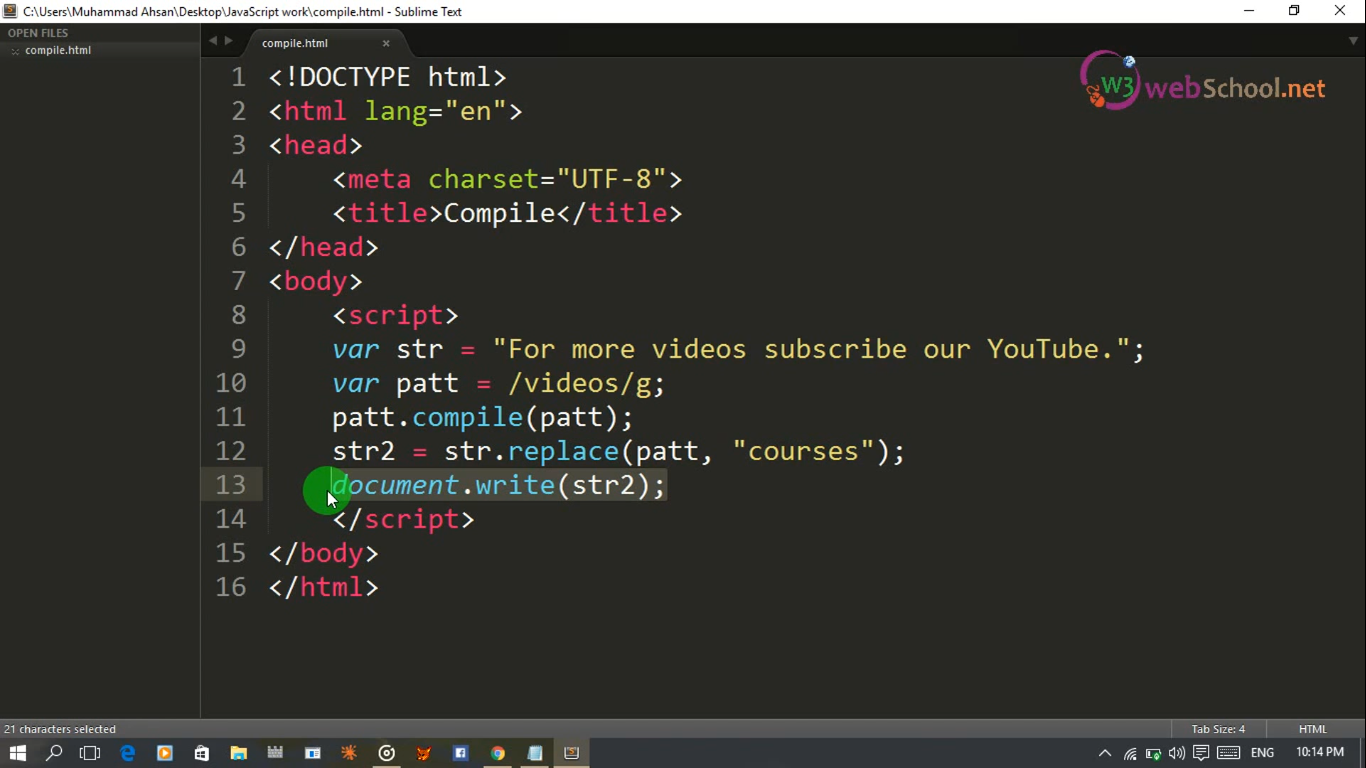 C:\Users\Muhammad Ahsan\Desktop\JavaScript work\compile.html - Sublime Text
OPEN FILES
compile.html
compile.html
W3 webSchool.net
1 <!DOCTYPE html>
2 <html lang="en">
3 <head>
4 <meta charset="UTF-8">
5 <title>Compile</title>
6 </head>
7 <body>
8 <script>
9 var str = "For more videos subscribe our YouTube.";
10 var patt = /videos/g;
11 patt.compile(patt);
12 str2 = str.replace(patt, "courses");
13 document.write(str2);
14 </script>
15 </body>
16 </html>
21 characters selected
Tab Size: 4
HTML
ENG
10:14 PM